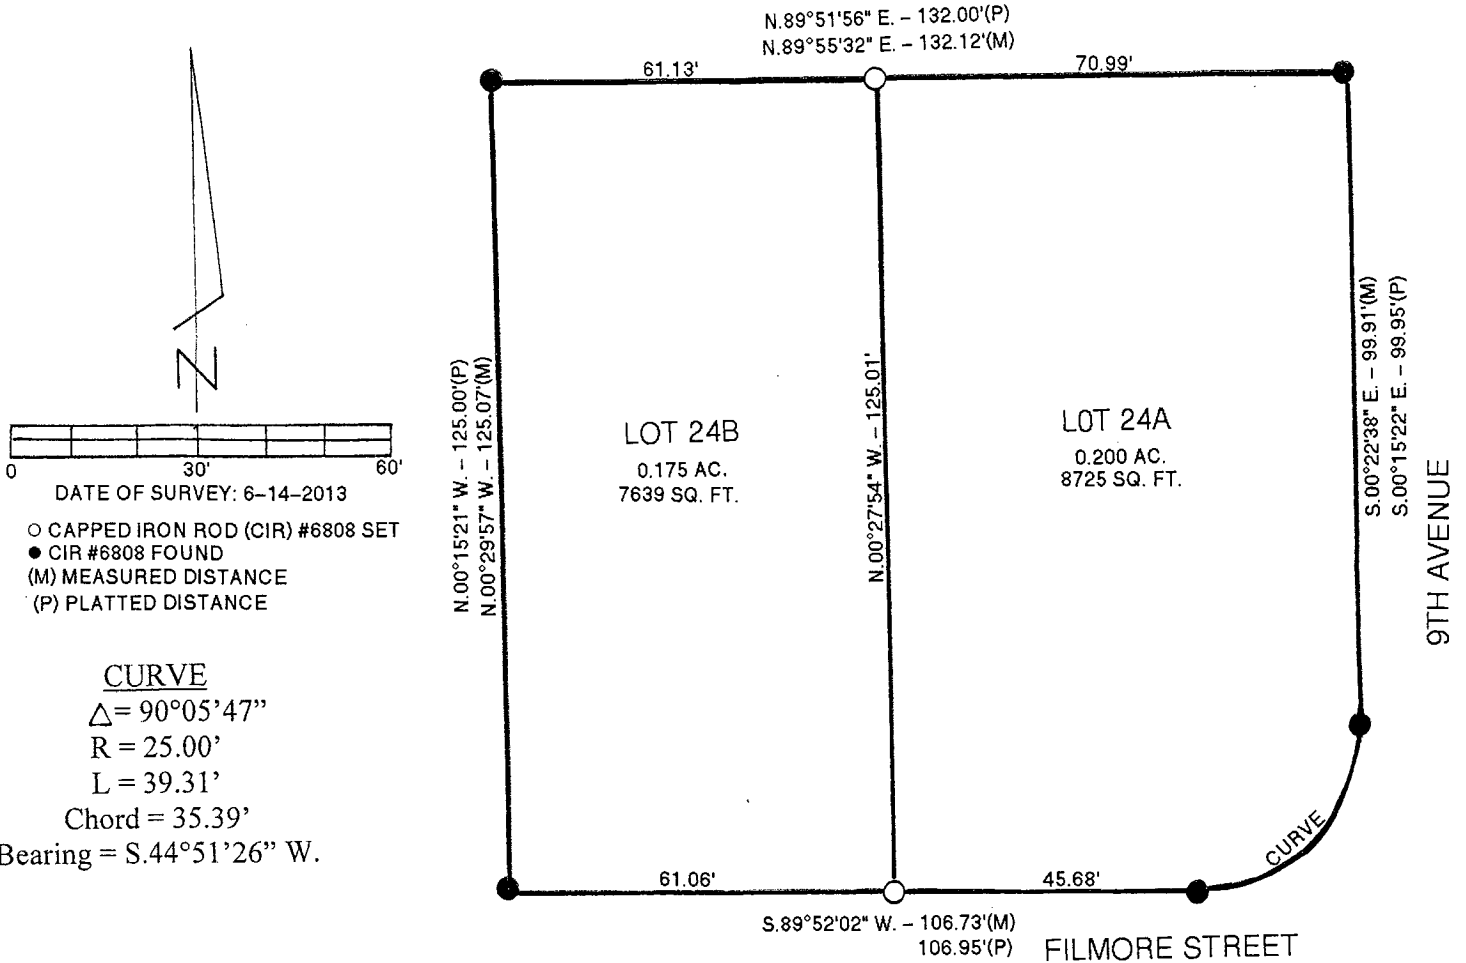 N.89°51'56" E. – 132.00'(P)
N.89°55'32" E. – 132.12'(M)
61.13'
70.99'
N
0 30' 60'
DATE OF SURVEY: 6–14–2013
CAPPED IRON ROD (CIR) #6808 SET
CIR #6808 FOUND
(M) MEASURED DISTANCE
(P) PLATTED DISTANCE
CURVE
△= 90°05'47”
R = 25.00’
L = 39.31’
Chord = 35.39’
Bearing = S.44°51’26” W.
N.00°15'21" W. – 125.00'(P)
N.00°29'57" W. – 125.07'(M)
LOT 24B
0.175 AC.
7639 SQ. FT.
N.00°27'54" W. – 125.01'
LOT 24A
0.200 AC.
8725 SQ. FT.
S.00°22'38" E. – 99.91'(M)
S.00°15'22" E. – 99.95'(P)
9TH AVENUE
CURVE
61.06'
45.68'
S.89°52'02" W. – 106.73'(M)
106.95'(P)
FILMORE STREET